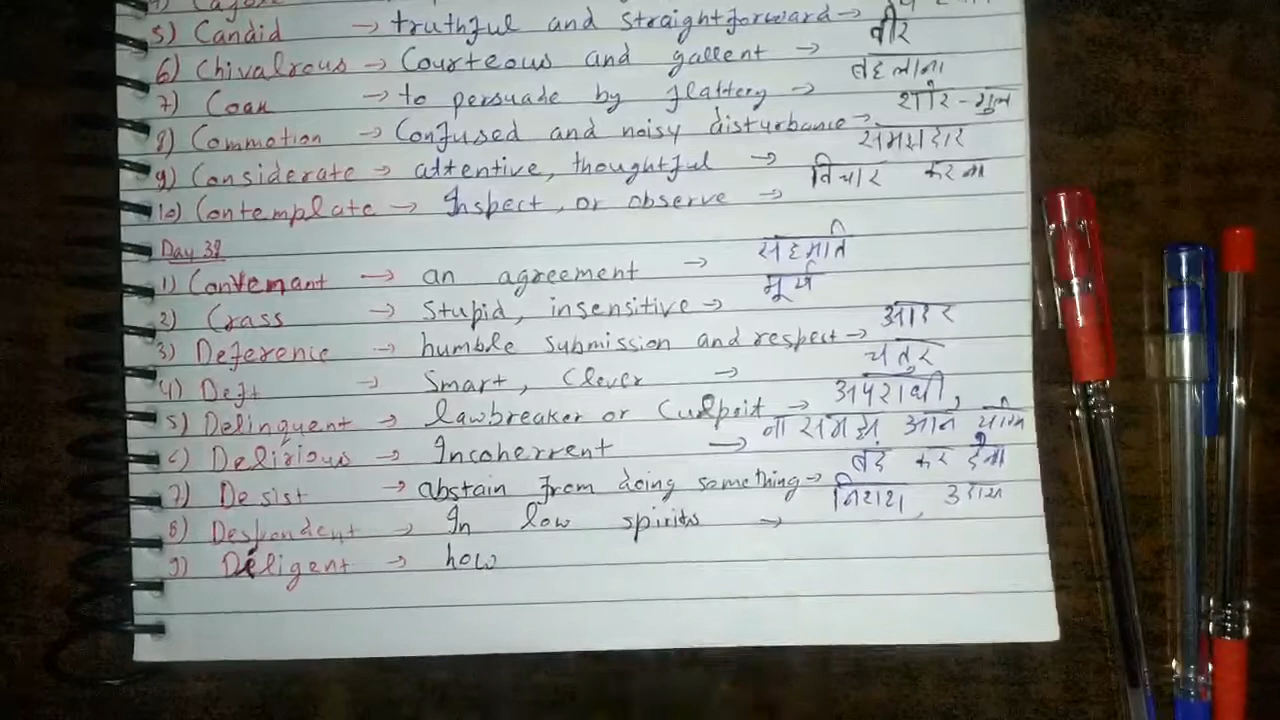 5) Candid → truthful and straightforward →
6) Chivalrous → Courteous and gallent → वीर
7) Coax → to persuade by flattery → बहलाना
8) Commotion → Confused and noisy disturbance → शोर-गुल
9) Considerate → attentive, thoughtful → समझदार
10) Contemplate → Inspect, or observe → विचार करना
Day 38
1) Convemant → an agreement → सहमति
2) Crass → Stupid, insensitive → मूर्ख
3) Deference → humble submission and respect → आदर
4) Deft → Smart, Clever → चतुर
5) Delinquent → lawbreaker or Culprit → अपराधी,
6) Delirious → Incoherrent → ना समझे आने योग्य
7) Desist → abstain from doing something → बंद कर देना
8) Despondent → In low spirits → निराश, उदास
9) Deligent → how